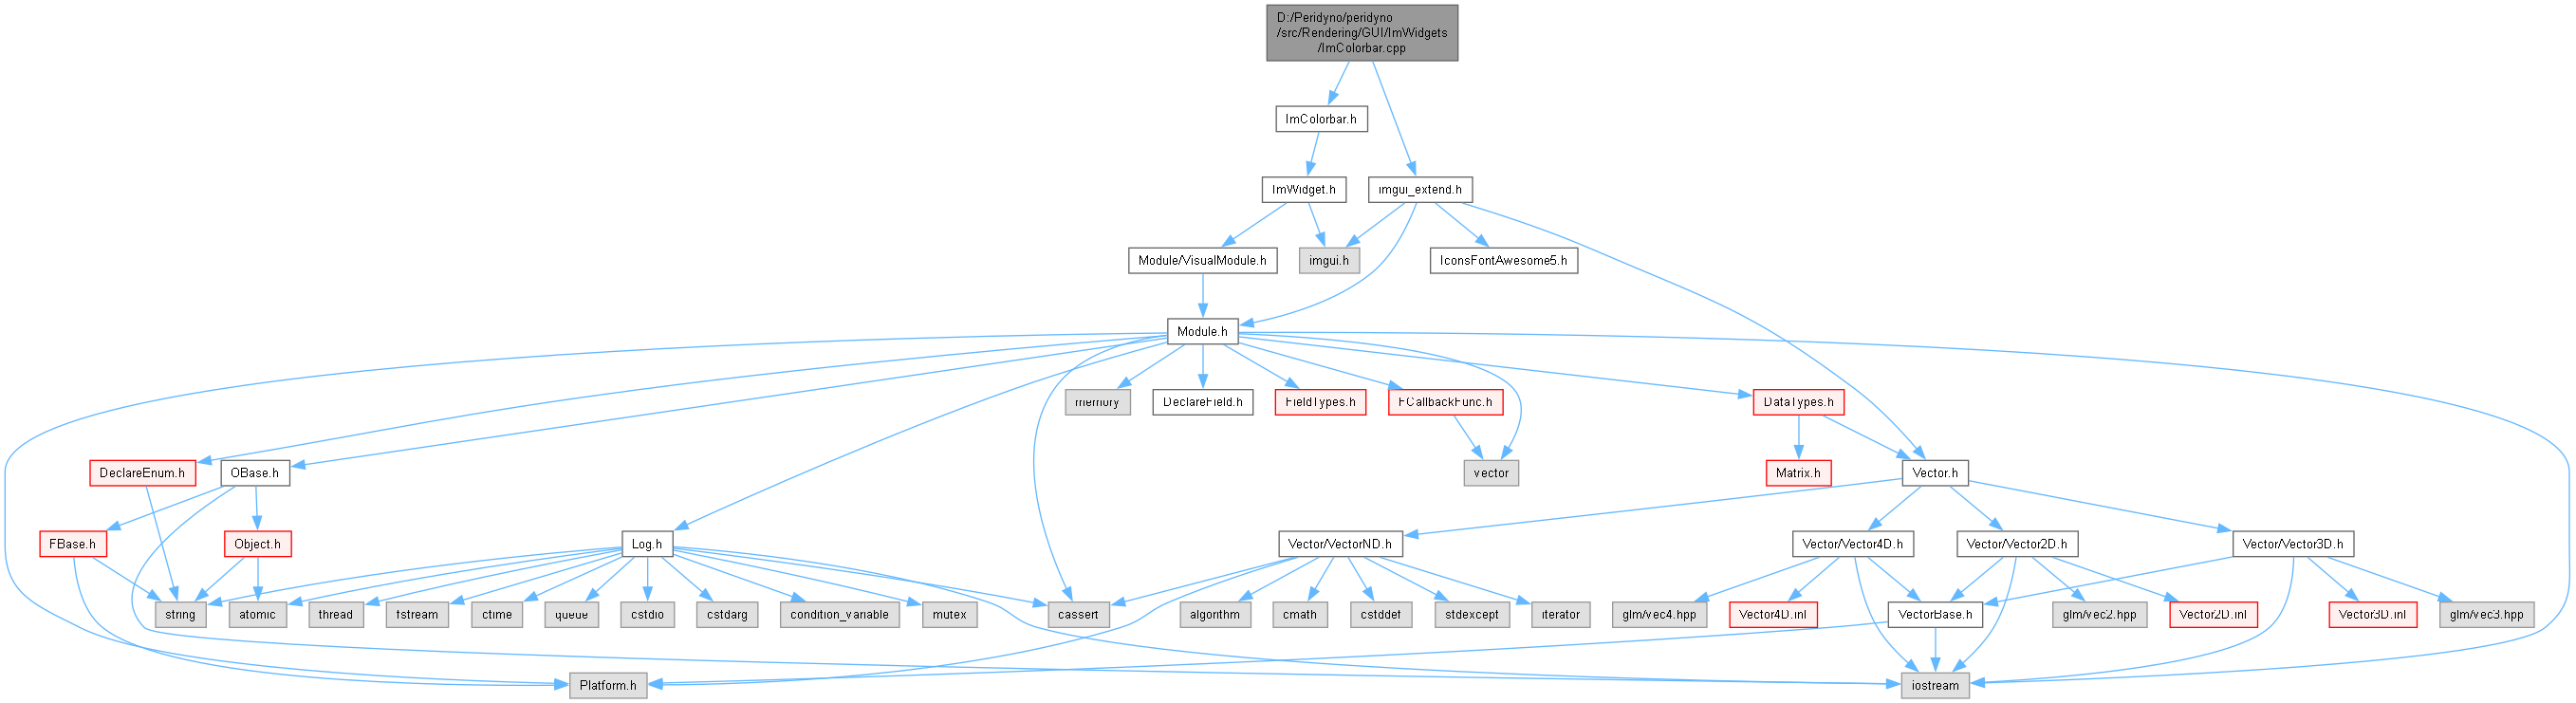 D:/Peridyno/peridyno
/src/Rendering/GUI/ImWidgets
/ImColorbar.cpp
ImColorbar.h
ImWidget.h
imgui_extend.h
Module/VisualModule.h
imgui.h
IconsFontAwesome5.h
Module.h
memory
DeclareField.h
FieldTypes.h
FCallbackFunc.h
DataTypes.h
DeclareEnum.h
OBase.h
vector
Matrix.h
Vector.h
FBase.h
Object.h
Log.h
Vector/VectorND.h
Vector/Vector4D.h
Vector/Vector2D.h
Vector/Vector3D.h
string
atomic
thread
fstream
ctime
queue
cstdio
cstdarg
condition_variable
mutex
cassert
algorithm
cmath
cstddef
stdexcept
iterator
glm/vec4.hpp
Vector4D.inl
VectorBase.h
glm/vec2.hpp
Vector2D.inl
Vector3D.inl
glm/vec3.hpp
Platform.h
iostream